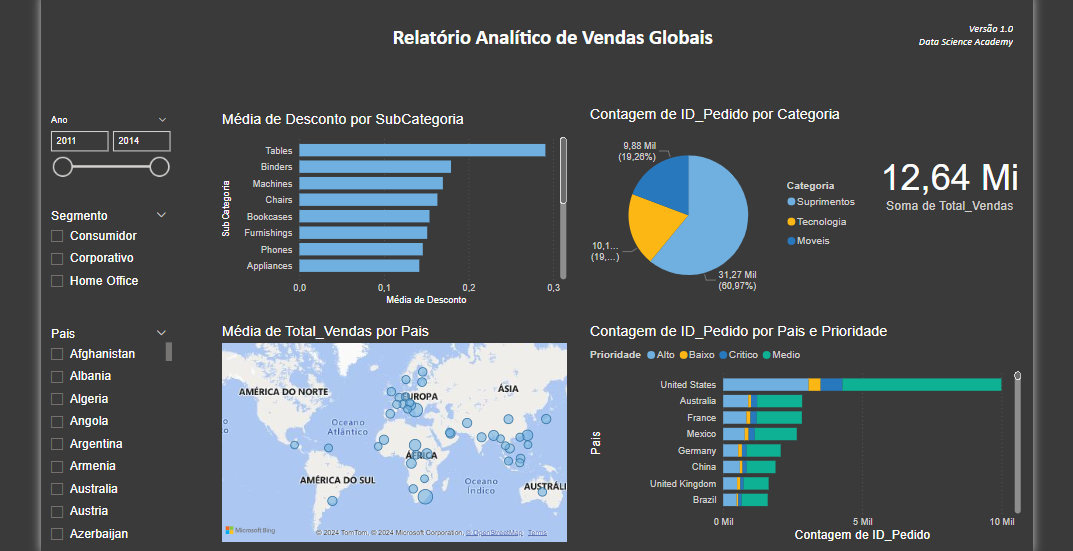 Relatório Analítico de Vendas Globais
Versão 1.0
Data Science Academy
Ano
2011
2014
Segmento
Consumidor
Corporativo
Home Office
Pais
Afghanistan
Albania
Algeria
Angola
Argentina
Armenia
Australia
Austria
Azerbaijan
Média de Desconto por SubCategoria
Sub Categoria
Tables
Binders
Machines
Chairs
Bookcases
Furnishings
Phones
Appliances
0,0 0,1 0,2 0,3
Média de Desconto
Contagem de ID_Pedido por Categoria
9,88 Mil
(19,26%)
10,1...
(19,...)
31,27 Mil
(60,97%)
Categoria
Suprimentos
Tecnologia
Moveis
12,64 Mi
Soma de Total_Vendas
Média de Total_Vendas por Pais
AMÉRICA DO NORTE
EUROPA
ÁSIA
Oceano
Atlântico
ÁFRICA
AMÉRICA DO SUL
Oceano
Índico
AUSTRÁLI
Microsoft Bing
© 2024 TomTom, © 2024 Microsoft Corporation, © OpenStreetMap Terms
Contagem de ID_Pedido por Pais e Prioridade
Prioridade Alto Baixo Critico Medio
Pais
United States
Australia
France
Mexico
Germany
China
United Kingdom
Brazil
0 Mil 5 Mil 10 Mil
Contagem de ID_Pedido